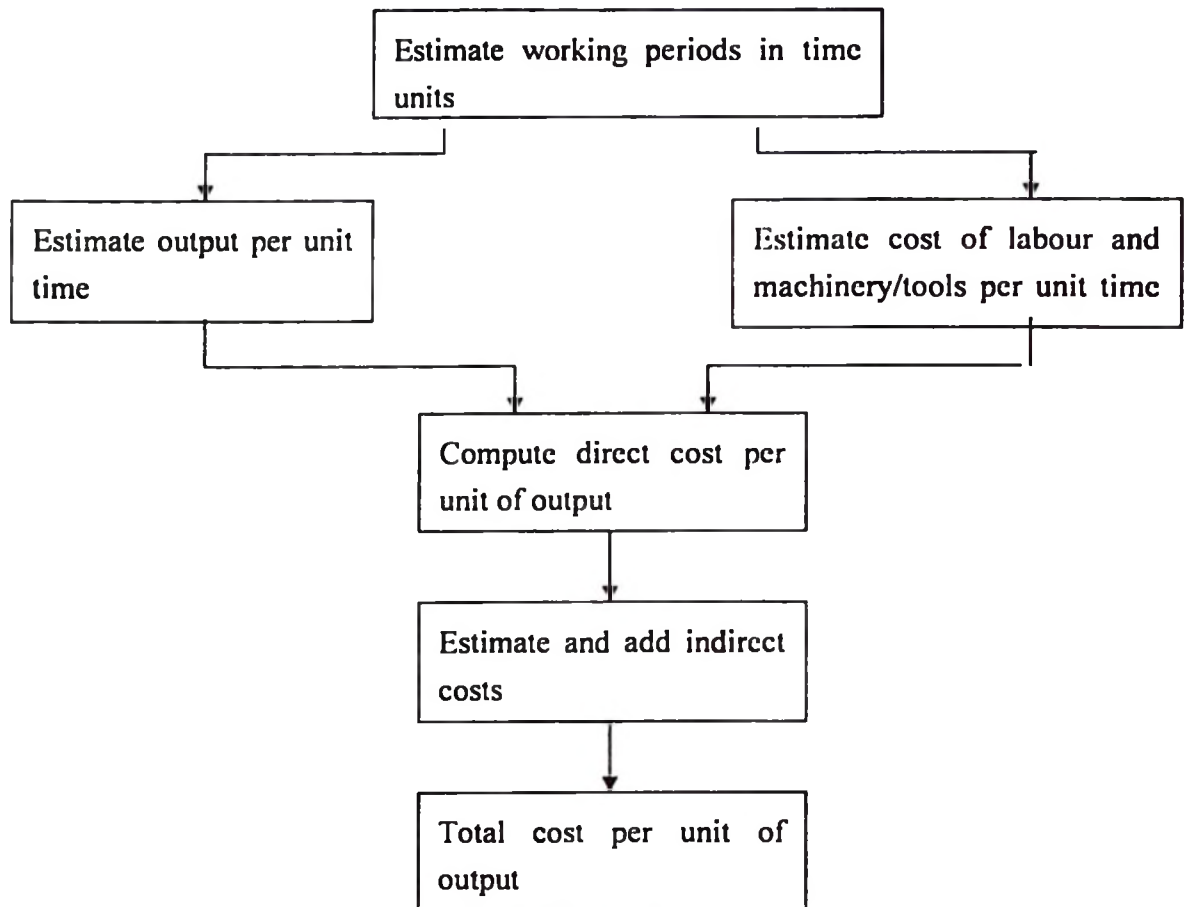 Estimate working periods in time
units
Estimate output per unit
time
Estimate cost of labour and
machinery/tools per unit time
Compute direct cost per
unit of output
Estimate and add indirect
costs
Total cost per unit of
output